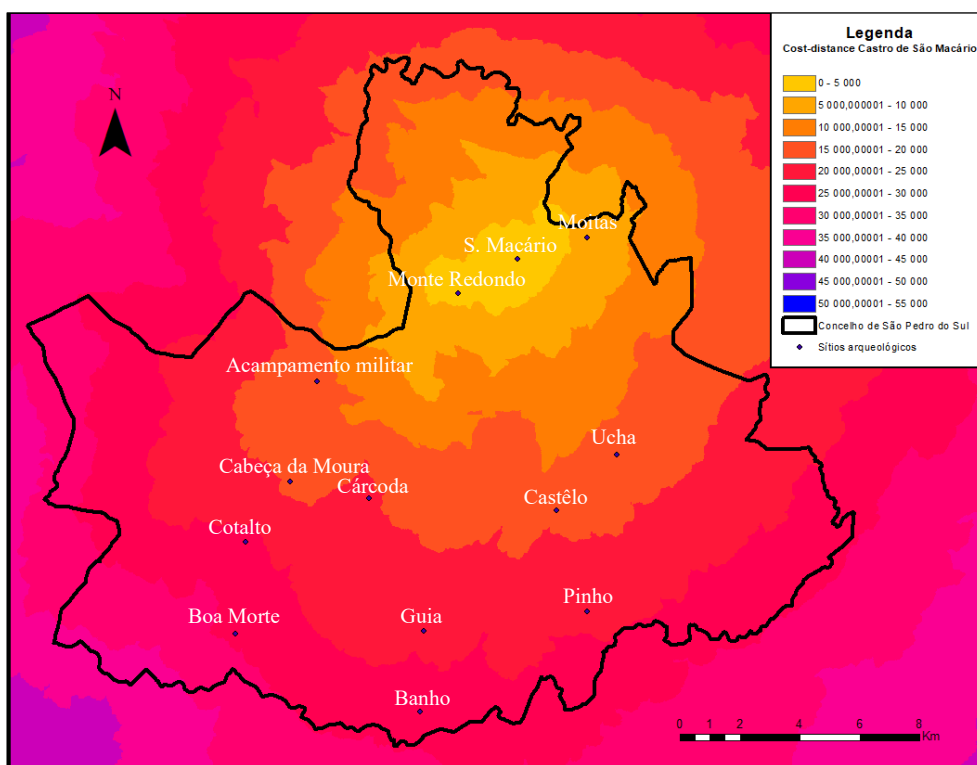 Legenda
Cost-distance Castro de São Macário
0 - 5 000
5 000,000001 - 10 000
10 000,00001 - 15 000
15 000,00001 - 20 000
20 000,00001 - 25 000
25 000,00001 - 30 000
30 000,00001 - 35 000
35 000,00001 - 40 000
40 000,00001 - 45 000
45 000,00001 - 50 000
50 000,00001 - 55 000
Concelho de São Pedro do Sul
Sítios arqueológicos
N
Moitas
S. Macário
Monte Redondo
Acampamento militar
Ucha
Cabeça da Moura
Cárcoda
Castêlo
Cotalto
Pinho
Boa Morte
Guia
Banho
0 1 2 4 6 8
Km